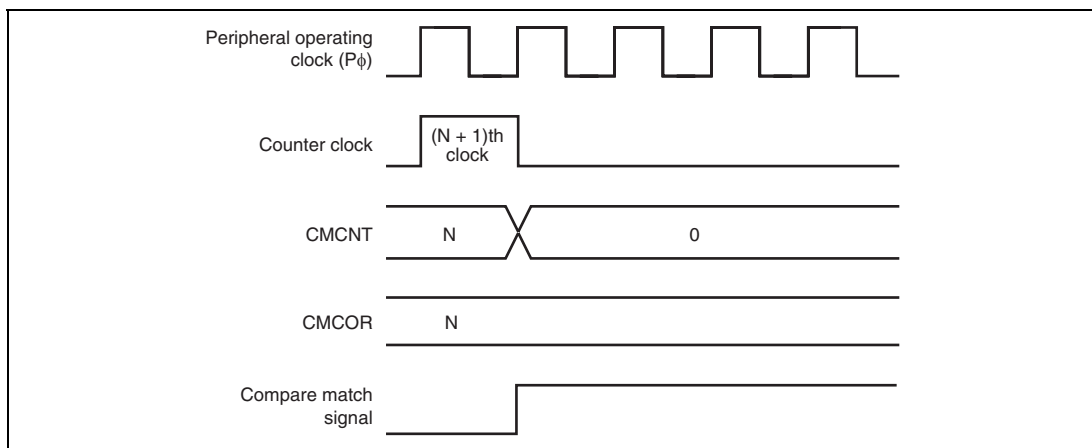 Peripheral operating
clock (Pϕ)
Counter clock
(N + 1)th
clock
CMCNT
N
0
CMCOR
N
Compare match
signal